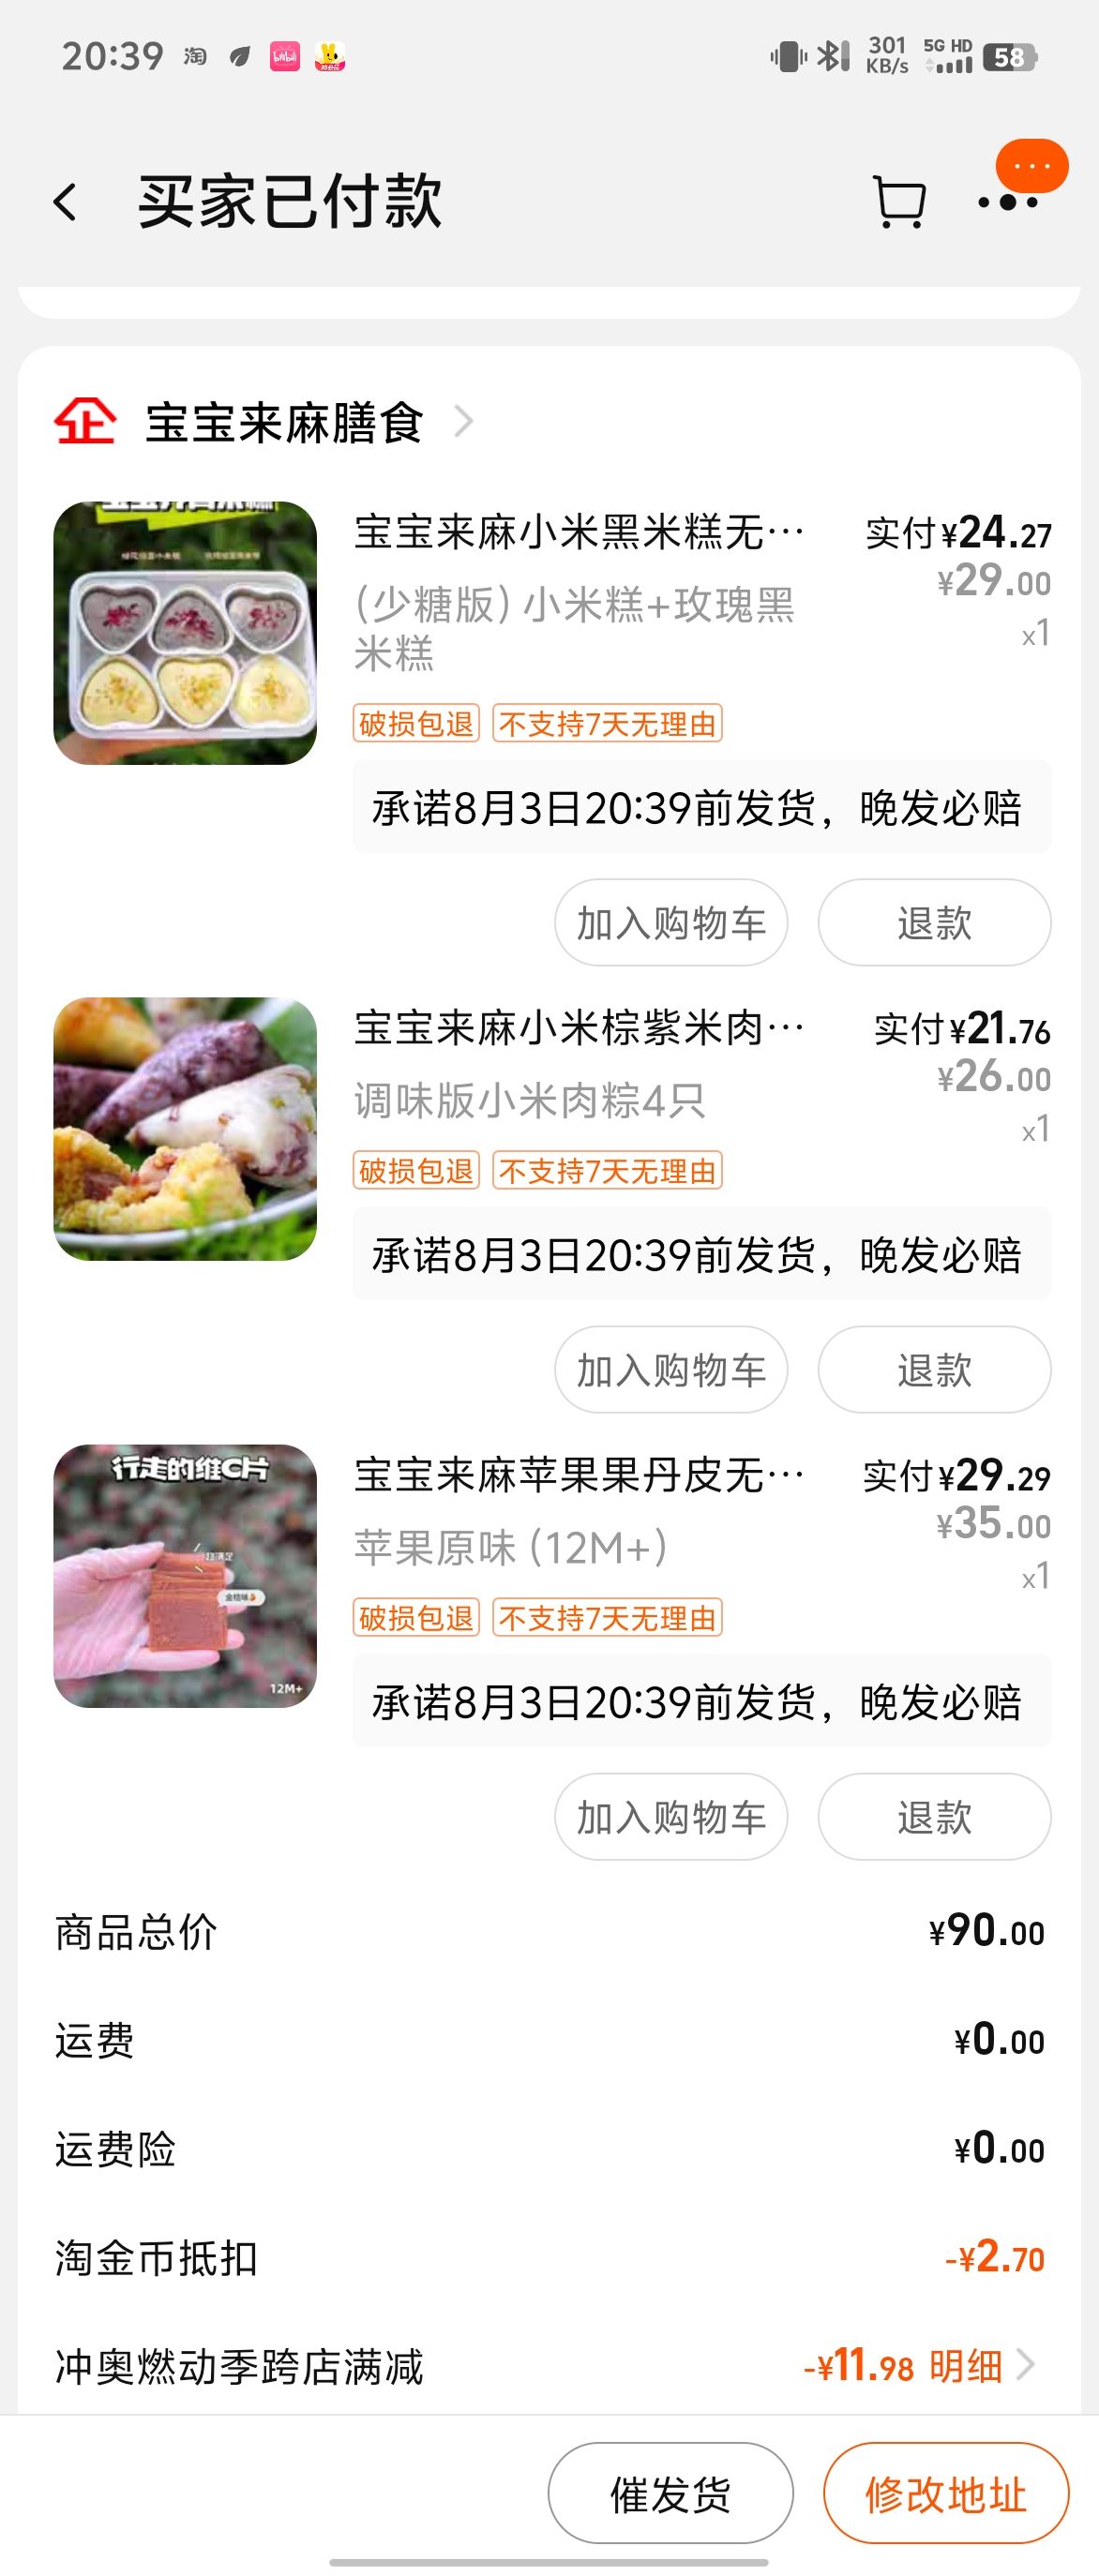 20:39 淘 bilibili 301 KB/s 5G HD 58
买家已付款
企 宝宝来麻膳食
宝宝来麻小米黑米糕无… 实付¥24.27
(少糖版)小米糕+玫瑰黑 ¥29.00
米糕 x1
破损包退 不支持7天无理由
承诺8月3日20:39前发货，晚发必赔
加入购物车 退款
宝宝来麻小米棕紫米肉… 实付¥21.76
调味版小米肉粽4只 ¥26.00
x1
破损包退 不支持7天无理由
承诺8月3日20:39前发货，晚发必赔
加入购物车 退款
行走的维C片
12M+
宝宝来麻苹果果丹皮无… 实付¥29.29
苹果原味(12M+) ¥35.00
x1
破损包退 不支持7天无理由
承诺8月3日20:39前发货，晚发必赔
加入购物车 退款
商品总价 ¥90.00
运费 ¥0.00
运费险 ¥0.00
淘金币抵扣 -¥2.70
冲奥燃动季跨店满减 -¥11.98 明细
催发货 修改地址